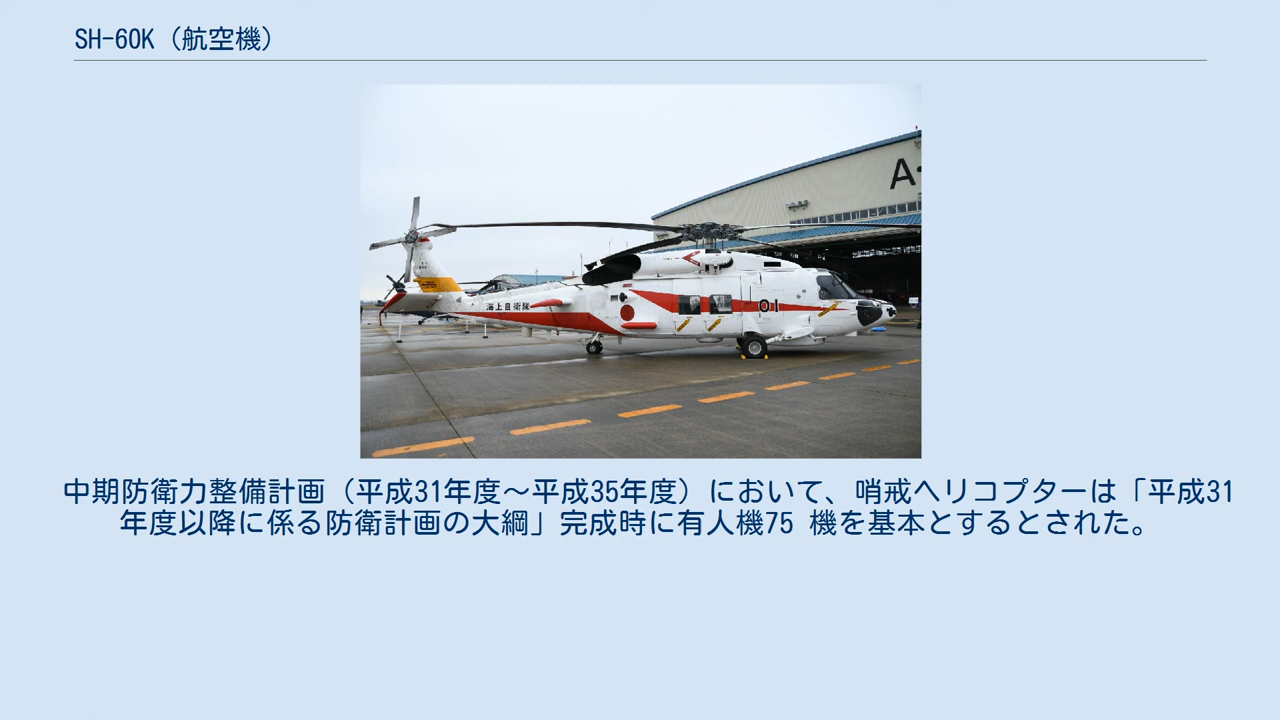 SH-60K（航空機）
A
海上自衛隊
01
中期防衛力整備計画（平成31年度～平成35年度）において、哨戒ヘリコプターは「平成31
年度以降に係る防衛計画の大綱」完成時に有人機75 機を基本とするとされた。